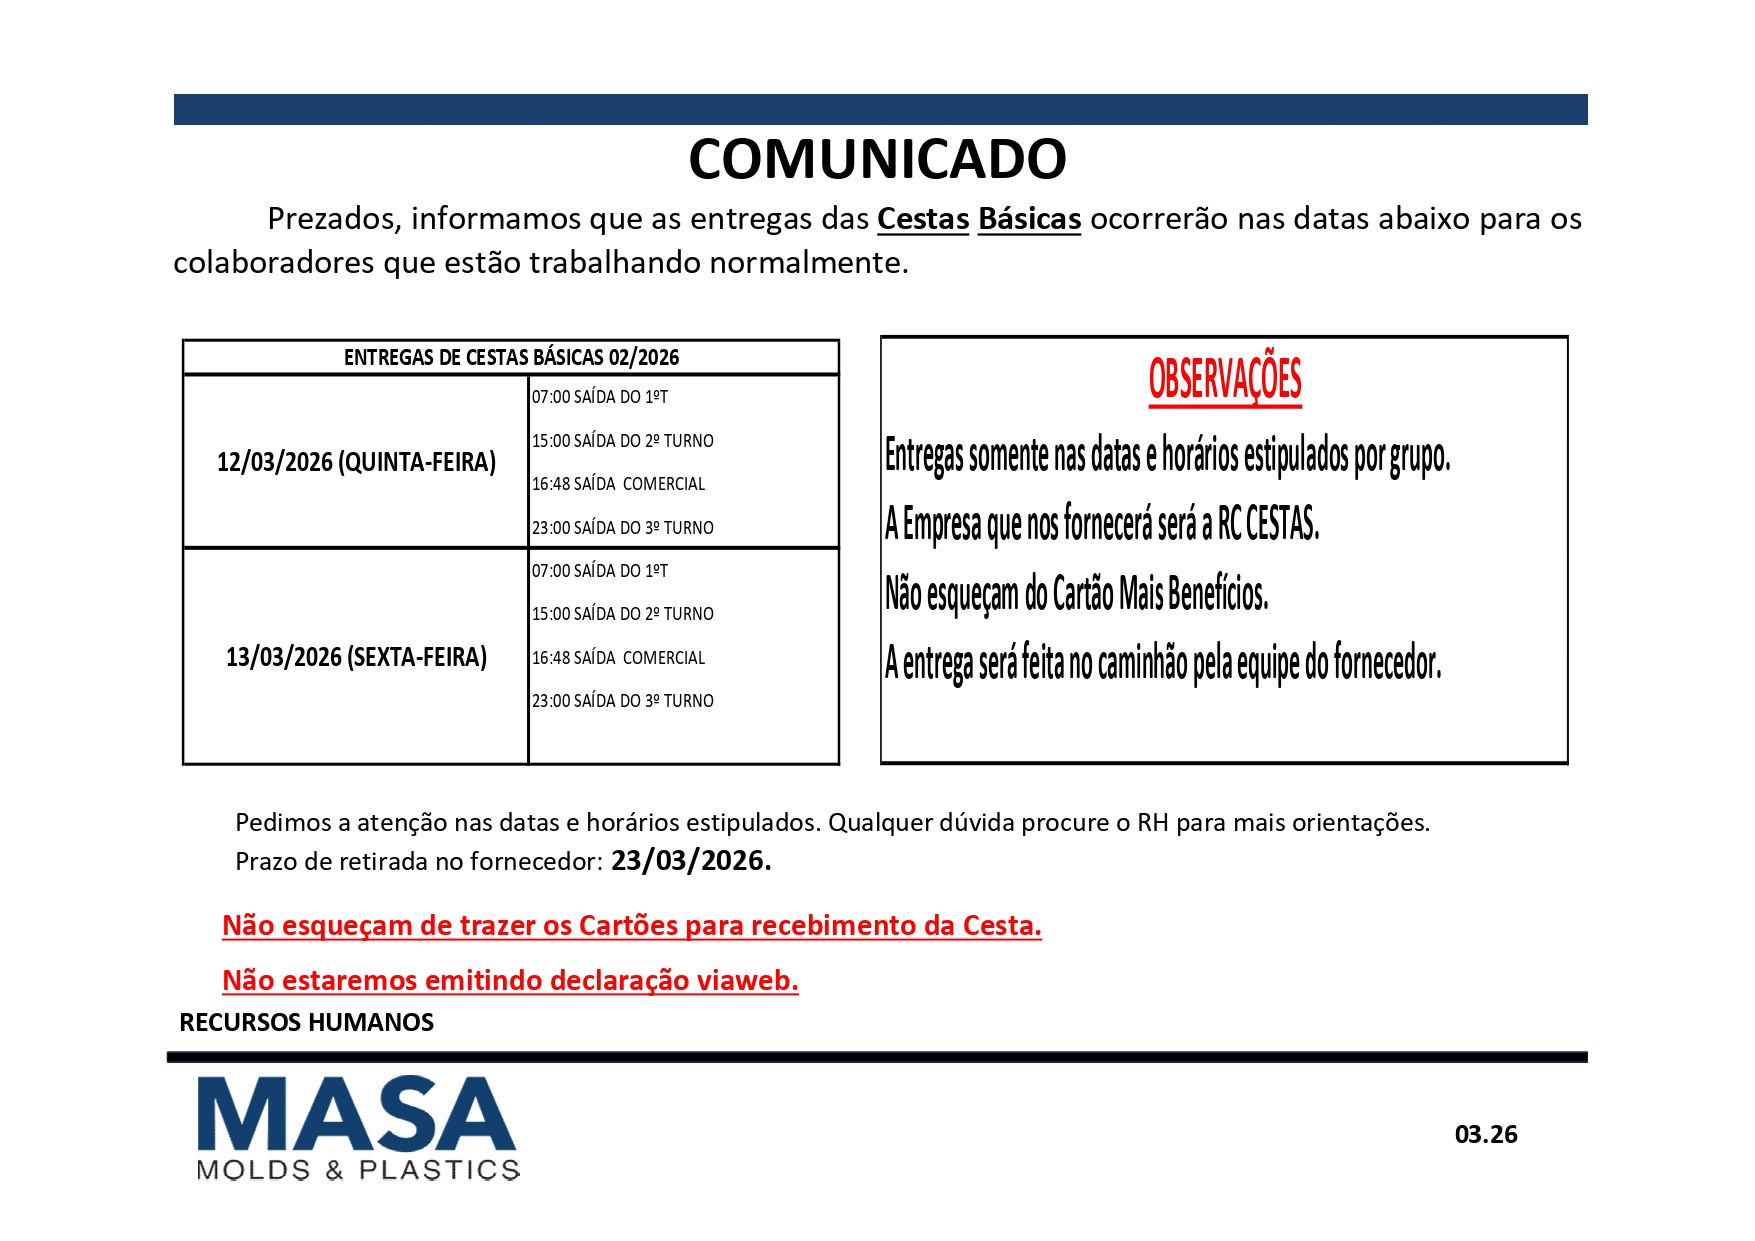 COMUNICADO
Prezados, informamos que as entregas das Cestas Básicas ocorrerão nas datas abaixo para os
colaboradores que estão trabalhando normalmente.
ENTREGAS DE CESTAS BÁSICAS 02/2026
12/03/2026 (QUINTA-FEIRA)
07:00 SAÍDA DO 1ºT
15:00 SAÍDA DO 2º TURNO
16:48 SAÍDA  COMERCIAL
23:00 SAÍDA DO 3º TURNO
13/03/2026 (SEXTA-FEIRA)
07:00 SAÍDA DO 1ºT
15:00 SAÍDA DO 2º TURNO
16:48 SAÍDA  COMERCIAL
23:00 SAÍDA DO 3º TURNO
OBSERVAÇÕES
Entregas somente nas datas e horários estipulados por grupo.
A Empresa que nos fornecerá será a RC CESTAS.
Não esqueçam do Cartão Mais Benefícios.
A entrega será feita no caminhão pela equipe do fornecedor.
Pedimos a atenção nas datas e horários estipulados. Qualquer dúvida procure o RH para mais orientações.
Prazo de retirada no fornecedor: 23/03/2026.
Não esqueçam de trazer os Cartões para recebimento da Cesta.
Não estaremos emitindo declaração viaweb.
RECURSOS HUMANOS
MASA
MOLDS & PLASTICS
03.26